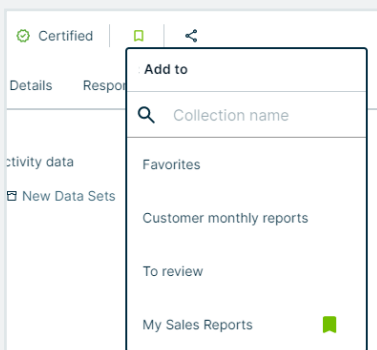 Certified
Add to
Details
Collection name
ctivity data
Favorites
New Data Sets
Customer monthly reports
To review
My Sales Reports